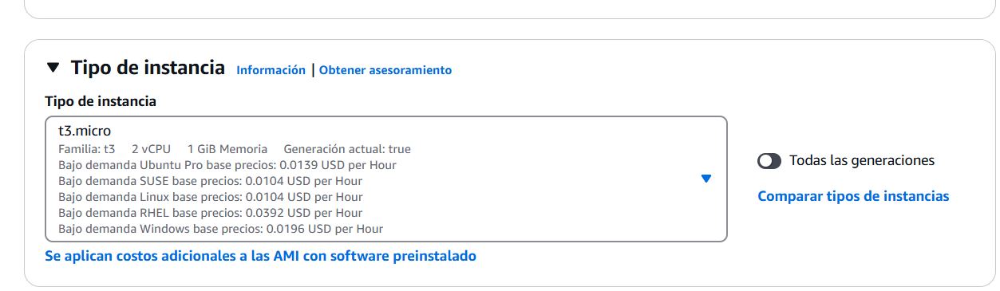 Tipo de instancia Información | Obtener asesoramiento
Tipo de instancia
t3.micro
Familia: t3 2 vCPU 1 GiB Memoria Generación actual: true
Bajo demanda Ubuntu Pro base precios: 0.0139 USD per Hour
Bajo demanda SUSE base precios: 0.0104 USD per Hour
Bajo demanda Linux base precios: 0.0104 USD per Hour
Bajo demanda RHEL base precios: 0.0392 USD per Hour
Bajo demanda Windows base precios: 0.0196 USD per Hour
Todas las generaciones
Comparar tipos de instancias
Se aplican costos adicionales a las AMI con software preinstalado